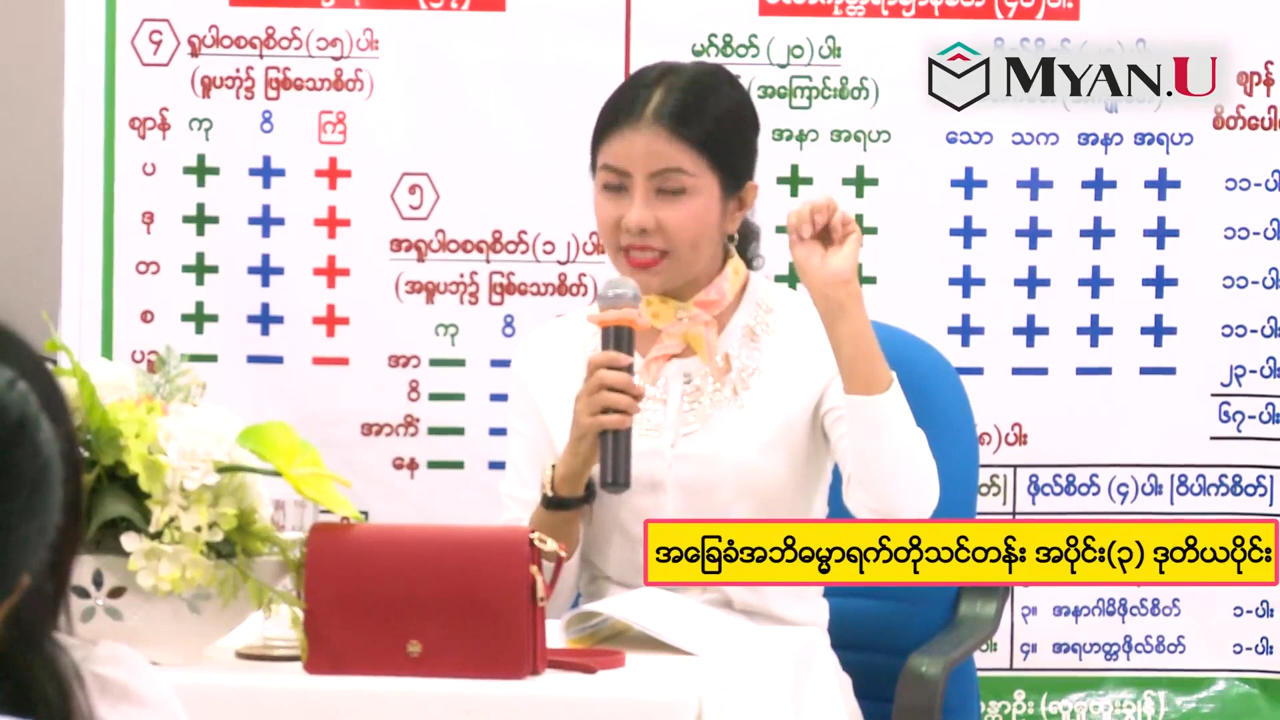 ၄
ရူပါဝစရစိတ်(၁၅)ပါး
(ရူပဘုံ၌ ဖြစ်သောစိတ်)
ဈာန် ကု ဝိ ကြိ
ပ
ဒု
တ
စ
ပဉ္
၅
အရူပါဝစရစိတ်(၁၂)ပါး
(အရူပဘုံ၌ ဖြစ်သောစိတ်)
ကု ဝိ
အာ
ဝိ
အာကိံ
နေ
မဂ်စိတ် (၂၀)ပါး
(အကြောင်းစိတ်)
အနာ အရဟ
MYAN.U
ဈာန်
သော သက အနာ အရဟ
၁၁-ပါး
၁၁-ပါး
၁၁-ပါး
၁၁-ပါး
၂၃-ပါး
၆၇-ပါး
(၈)ပါး
ဖိုလ်စိတ် (၄)ပါး [ဝိပါက်စိတ်]
အခြေခံအဘိဓမ္မာရက်တိုသင်တန်း အပိုင်း(၃) ဒုတိယပိုင်း
၃။ အနာဂါမိဖိုလ်စိတ် ၁-ပါး
၄။ အရဟတ္တဖိုလ်စိတ် ၁-ပါး